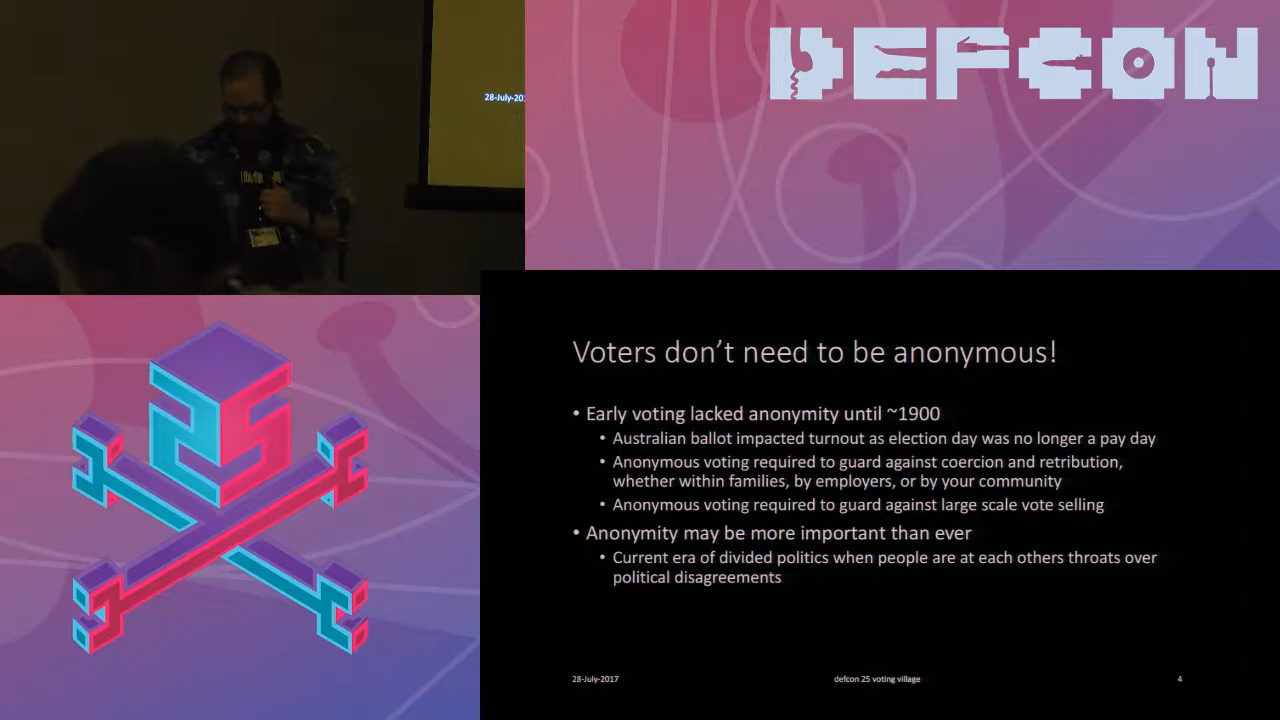 28-July-201
DEFCON
Voters don't need to be anonymous!
• Early voting lacked anonymity until ~1900
• Australian ballot impacted turnout as election day was no longer a pay day
• Anonymous voting required to guard against coercion and retribution,
whether within families, by employers, or by your community
• Anonymous voting required to guard against large scale vote selling
• Anonymity may be more important than ever
• Current era of divided politics when people are at each others throats over
political disagreements
28-July-2017
defcon 25 voting village
4
25